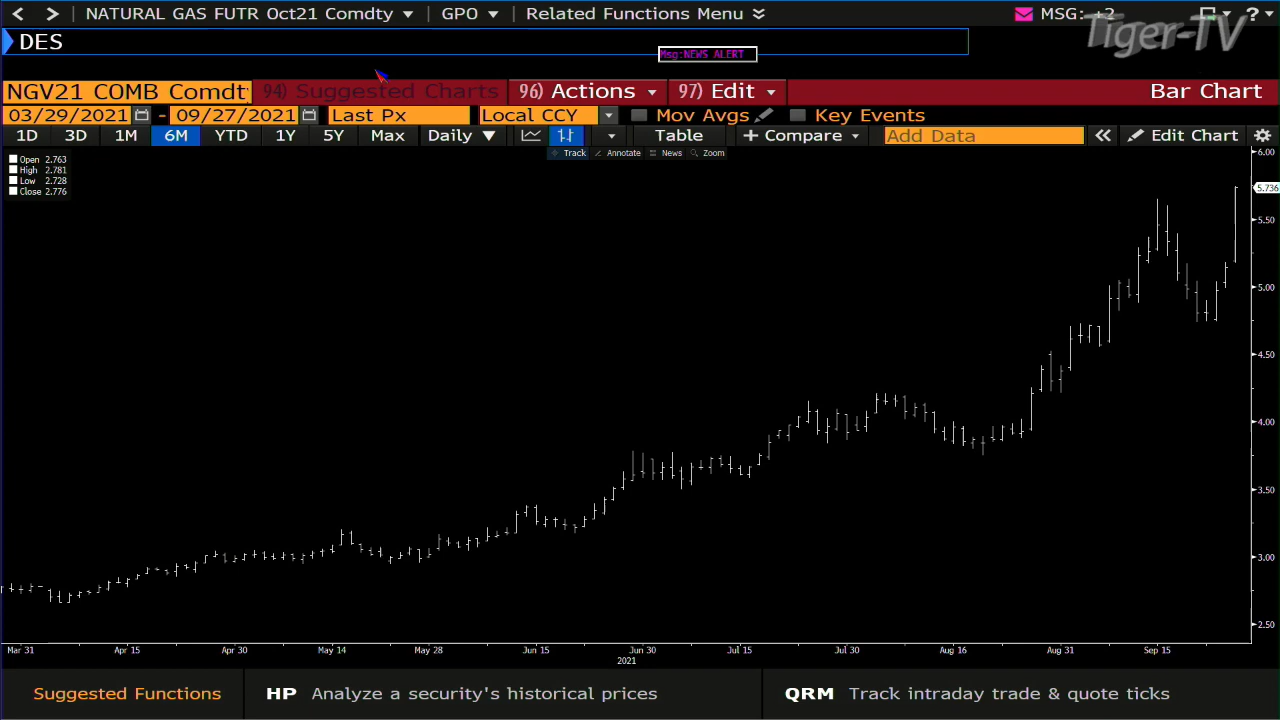 NATURAL GAS FUTR Oct21 Comdty GPO Related Functions Menu MSG: +2 ?
Tiger-TV
DES
Msg:NEWS ALERT
NGV21 COMB Comdty 94) Suggested Charts 96) Actions 97) Edit Bar Chart
03/29/2021 - 09/27/2021 Last Px Local CCY Mov Avgs Key Events
1D 3D 1M 6M YTD 1Y 5Y Max Daily Table + Compare Add Data Edit Chart
Track Annotate News Zoom
Open 2.763
High 2.781
Low 2.728
Close 2.776
6.00
5.736
5.50
5.00
4.50
4.00
3.50
3.00
2.50
Mar 31 Apr 15 Apr 30 May 14 May 28 Jun 15 Jun 30 Jul 15 Jul 30 Aug 16 Aug 31 Sep 15
2021
Suggested Functions HP Analyze a security's historical prices QRM Track intraday trade & quote ticks